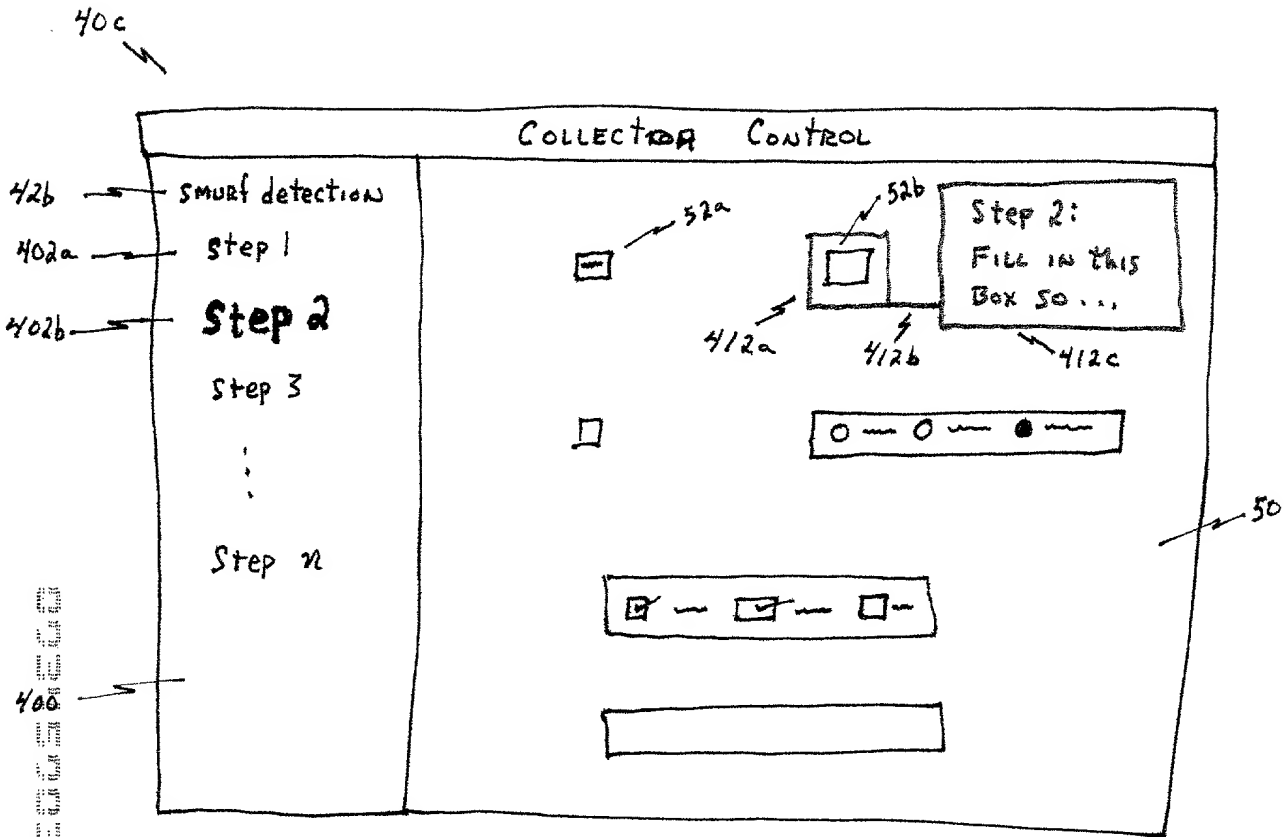 40c
COLLECTOR CONTROL
42b
SMURF detection
52a
52b
Step 2:
FILL IN this
Box so...
402a
step 1
402b
Step 2
412a
412b
412c
Step 3
50
Step n
400